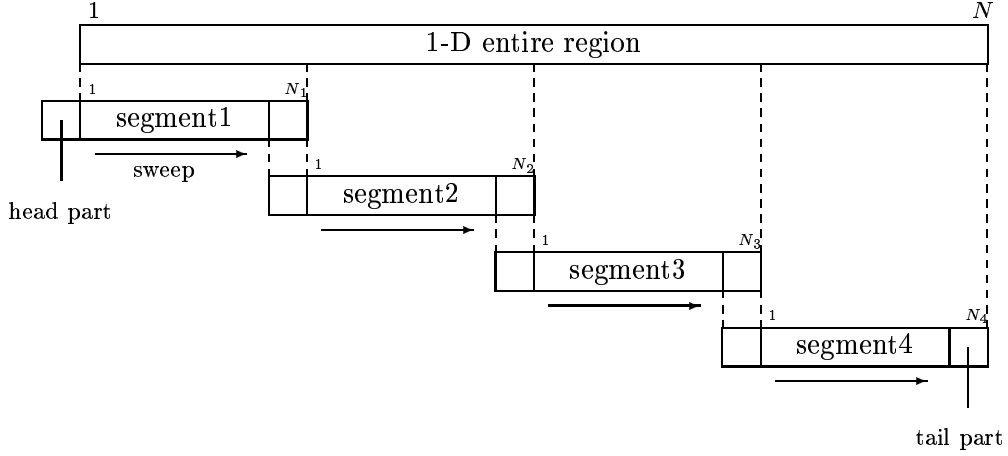 1 N
1-D entire region
1 N₁
segment1
sweep
head part
1 N₂
segment2
1 N₃
segment3
1 N₄
segment4
tail part